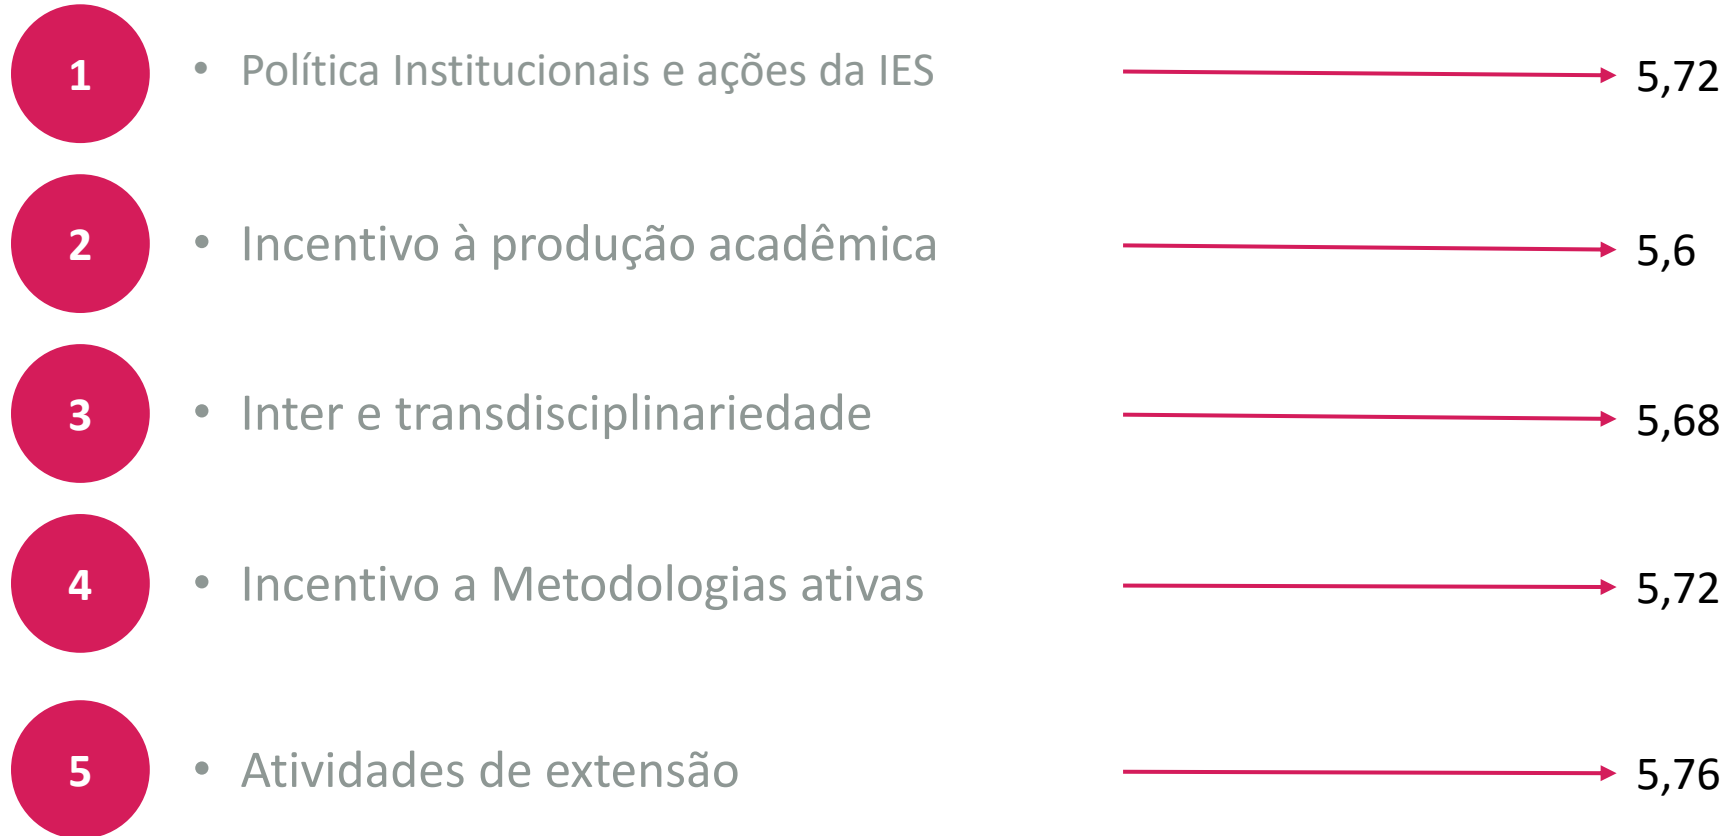 1 • Política Institucionais e ações da IES 5,72
2 • Incentivo à produção acadêmica 5,6
3 • Inter e transdisciplinariedade 5,68
4 • Incentivo a Metodologias ativas 5,72
5 • Atividades de extensão 5,76